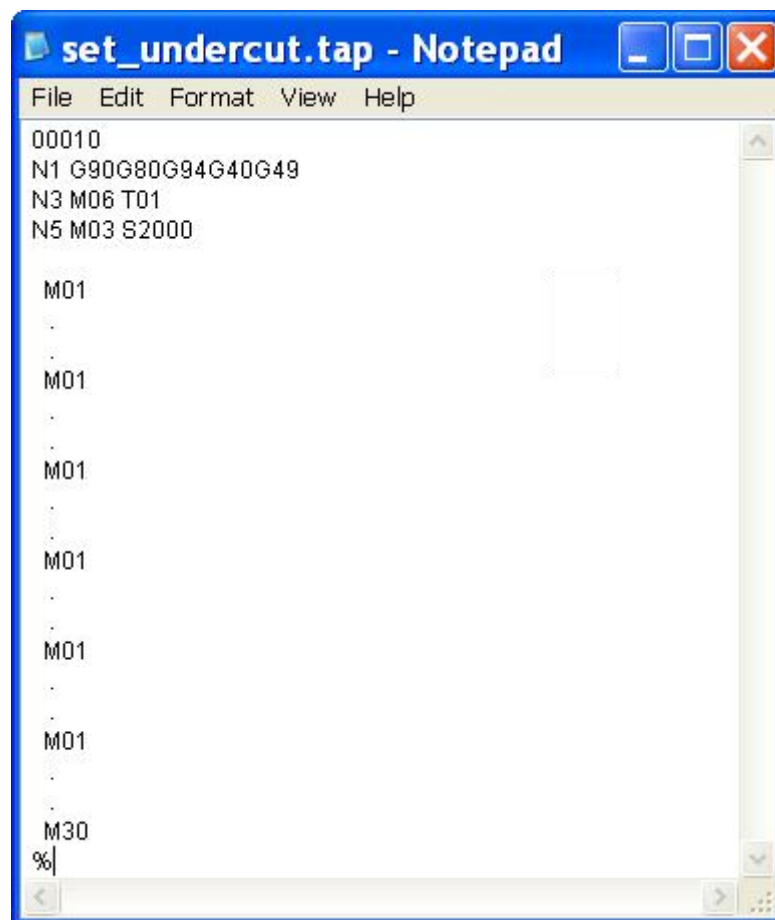 set_undercut.tap - Notepad
File Edit Format View Help
00010
N1 G90G80G94G40G49
N3 M06 T01
N5 M03 S2000
M01
.
.
M01
.
.
M01
.
.
M01
.
.
M01
.
.
M01
.
.
M30
%